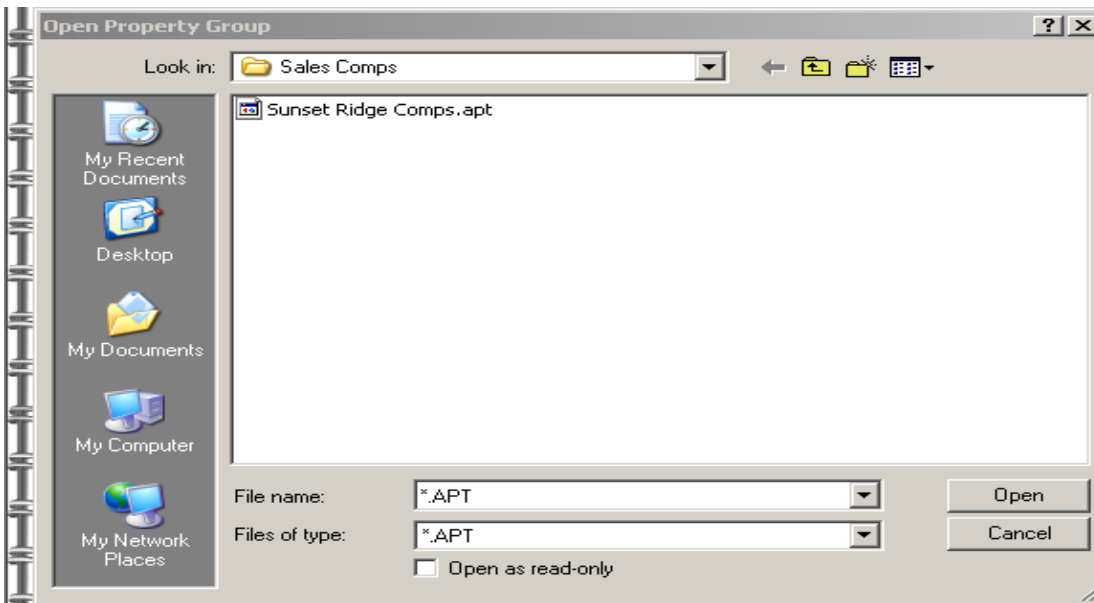 Open Property Group
Look in: Sales Comps
Sunset Ridge Comps.apt
My Recent
Documents
Desktop
My Documents
My Computer
My Network
Places
File name: *.APT Open
Files of type: *.APT Cancel
Open as read-only